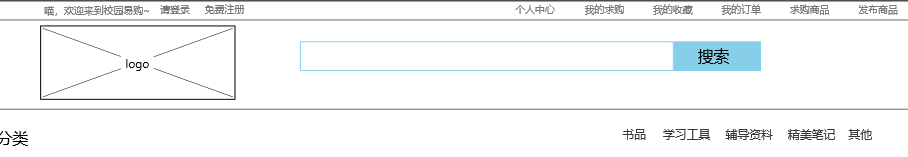 喵，欢迎来到校园易购~ 请登录 免费注册 个人中心 我的求购 我的收藏 我的订单 求购商品 发布商品
logo 搜索
分类 书品 学习工具 辅导资料 精美笔记 其他